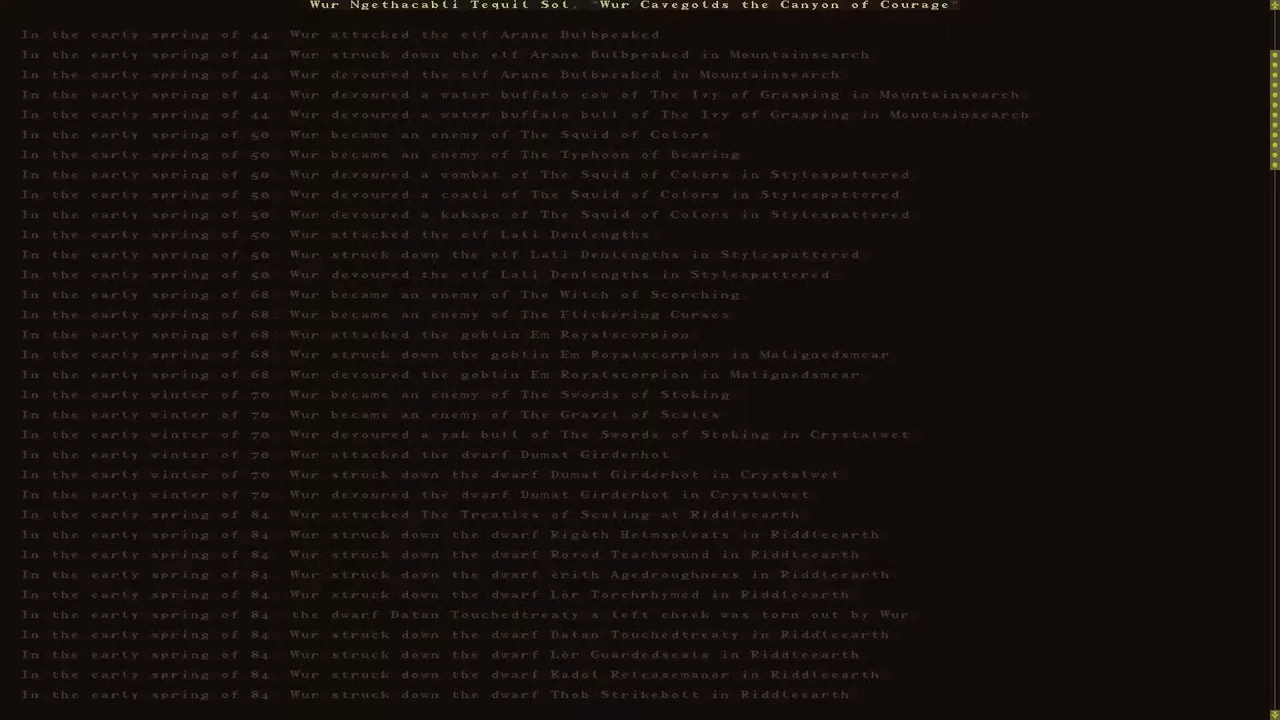 Wur Ngethacabli Tequil Sol, "Wur Cavegolds the Canyon of Courage"
In the early spring of 44, Wur attacked the elf Arane Bulbpeaked
In the early spring of 44, Wur struck down the elf Arane Bulbpeaked in Mountainsearch
In the early spring of 44, Wur devoured the elf Arane Bulbpeaked in Mountainsearch
In the early spring of 44, Wur devoured a water buffalo cow of The Ivy of Grasping in Mountainsearch
In the early spring of 44, Wur devoured a water buffalo bull of The Ivy of Grasping in Mountainsearch
In the early spring of 50, Wur became an enemy of The Squid of Colors
In the early spring of 50, Wur became an enemy of The Typhoon of Bearing
In the early spring of 50, Wur devoured a wombat of The Squid of Colors in Stylespattered
In the early spring of 50, Wur devoured a coati of The Squid of Colors in Stylespattered
In the early spring of 50, Wur devoured a kakapo of The Squid of Colors in Stylespattered
In the early spring of 50, Wur attacked the elf Lali Denlengths
In the early spring of 50, Wur struck down the elf Lali Denlengths in Stylespattered
In the early spring of 50, Wur devoured the elf Lali Denlengths in Stylespattered
In the early spring of 68, Wur became an enemy of The Witch of Scorching
In the early spring of 68, Wur became an enemy of The Flickering Curses
In the early spring of 68, Wur attacked the goblin Em Royalscorpion
In the early spring of 68, Wur struck down the goblin Em Royalscorpion in Malignedsmear
In the early spring of 68, Wur devoured the goblin Em Royalscorpion in Malignedsmear
In the early winter of 70, Wur became an enemy of The Swords of Stoking
In the early winter of 70, Wur became an enemy of The Gravel of Scales
In the early winter of 70, Wur devoured a yak bull of The Swords of Stoking in Crystalwet
In the early winter of 70, Wur attacked the dwarf Dumat Girderhot
In the early winter of 70, Wur struck down the dwarf Dumat Girderhot in Crystalwet
In the early winter of 70, Wur devoured the dwarf Dumat Girderhot in Crystalwet
In the early spring of 84, Wur attacked The Treaties of Scaling at Riddleearth
In the early spring of 84, Wur struck down the dwarf Rigòth Helmspleats in Riddleearth
In the early spring of 84, Wur struck down the dwarf Rovod Teachwound in Riddleearth
In the early spring of 84, Wur struck down the dwarf èrith Agedroughness in Riddleearth
In the early spring of 84, Wur struck down the dwarf Lòr Torchrhymed in Riddleearth
In the early spring of 84, the dwarf Datan Touchedtreaty's left cheek was torn out by Wur
In the early spring of 84, Wur struck down the dwarf Datan Touchedtreaty in Riddleearth
In the early spring of 84, Wur struck down the dwarf Lòr Guardedseals in Riddleearth
In the early spring of 84, Wur struck down the dwarf Kadol Releasemanor in Riddleearth
In the early spring of 84, Wur struck down the dwarf Thob Strikebolt in Riddleearth